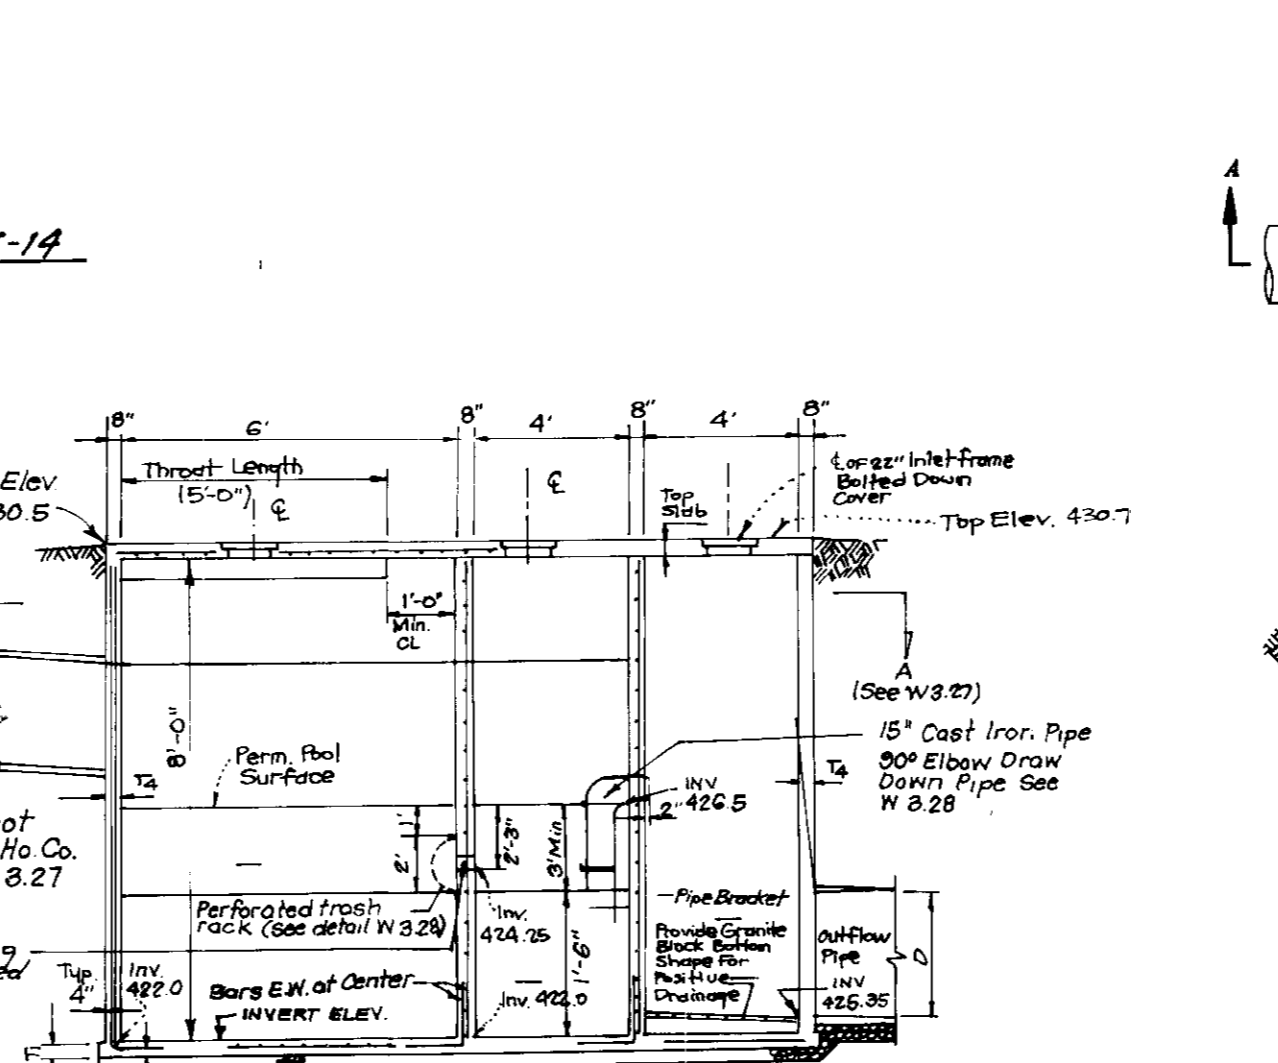 -14
A
8"
6'
8"
4'
8"
4'
8"
Throat Length
(5'-0")
℄
℄
℄ OF 22" Inlet frame
Bolted Down
Cover
Elev
30.5
Top
Slab
Top Elev. 430.7
1'-0"
Min.
CL
A
(See W 3.27)
8'-0"
Perm. Pool
Surface
T4
15" Cast Iron Pipe
90° Elbow Draw
Down Pipe See
W 3.28
T4
INV
426.5
2"
1'
2'
2'-3"
3' Min
ot
Ho. Co.
3.27
Perforated trash
rack (See detail W 3.28)
Inv.
424.25
Pipe Bracket
Provide Granite
Block Bottom
Shape For
Positive
Drainage
Outflow
Pipe
D
INV
425.35
1'-6"
Typ.
4"
Inv.
422.0
Bars E.W. at Center
INVERT ELEV.
Inv. 422.0